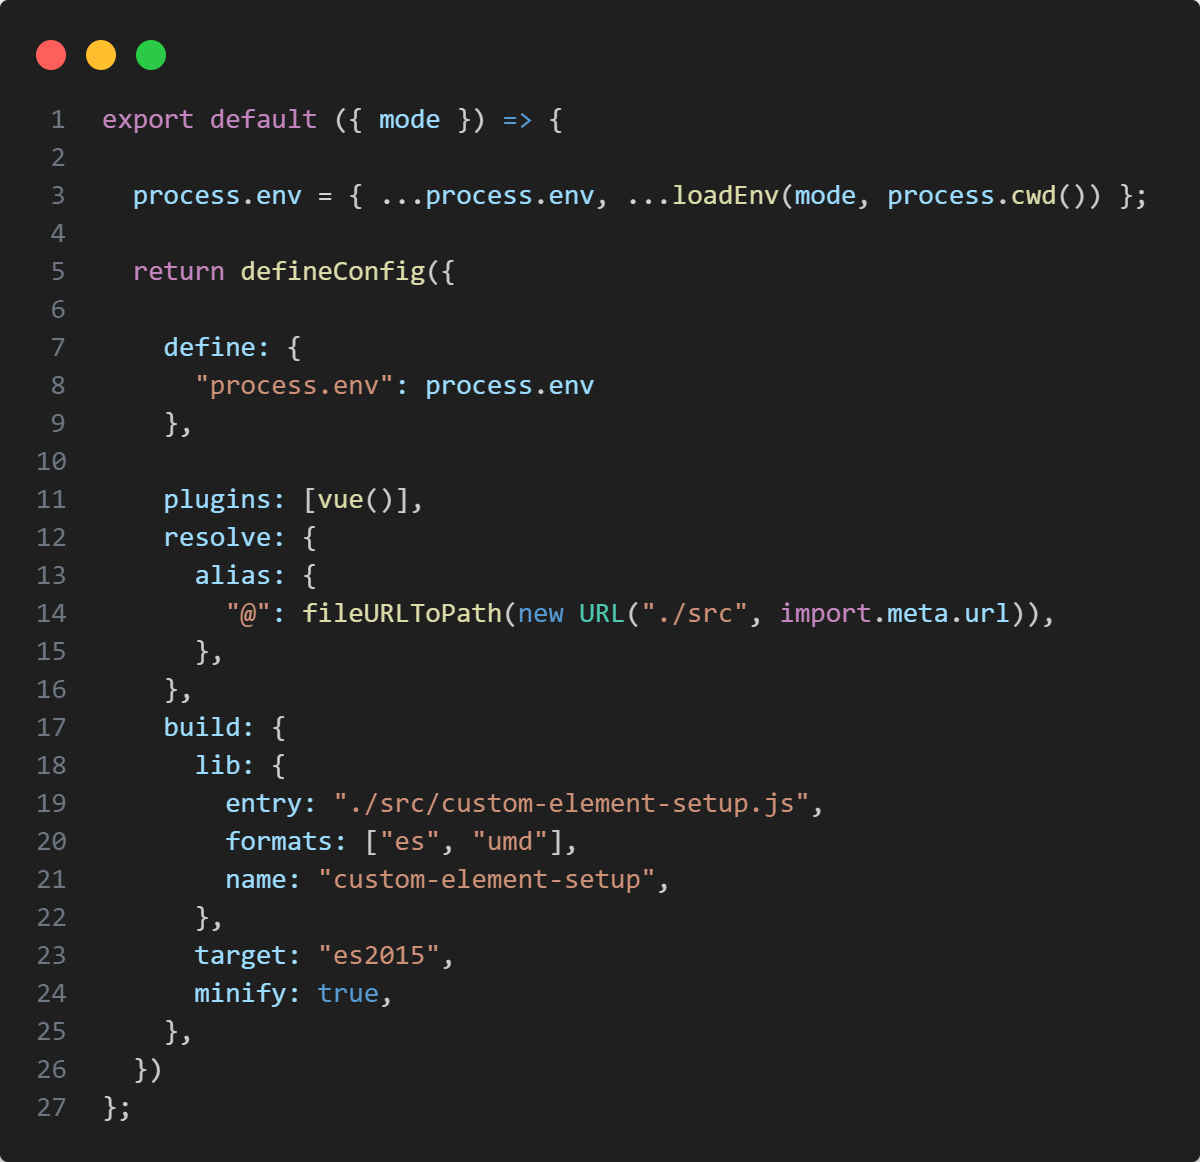 1 export default ({ mode }) => {
2
3   process.env = { ...process.env, ...loadEnv(mode, process.cwd()) };
4
5   return defineConfig({
6
7     define: {
8       "process.env": process.env
9     },
10
11     plugins: [vue()],
12     resolve: {
13       alias: {
14         "@": fileURLToPath(new URL("./src", import.meta.url)),
15       },
16     },
17     build: {
18       lib: {
19         entry: "./src/custom-element-setup.js",
20         formats: ["es", "umd"],
21         name: "custom-element-setup",
22       },
23       target: "es2015",
24       minify: true,
25     },
26   })
27 };